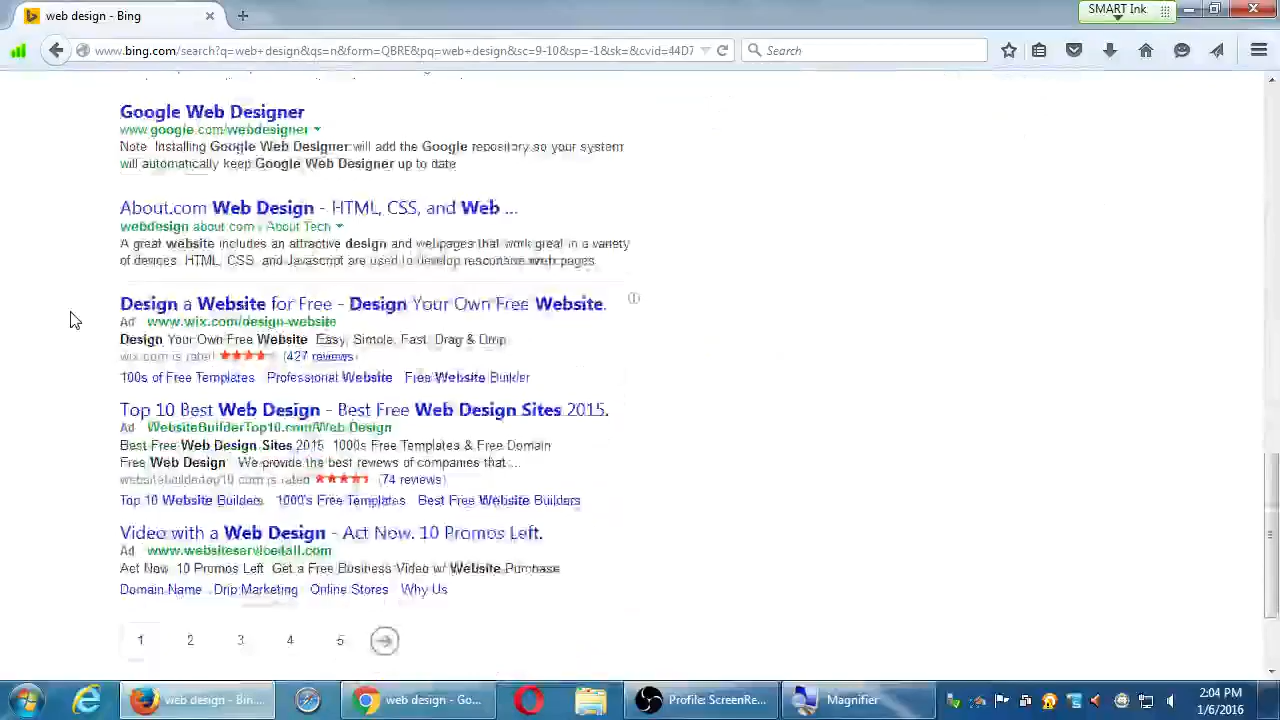 web design - Bing
SMART Ink
www.bing.com/search?q=web+design&qs=n&form=QBRE&pq=web+design&sc=9-10&sp=-1&sk=&cvid=44D7
Search
Google Web Designer
www.google.com/webdesigner
Note: Installing Google Web Designer will add the Google repository so your system
will automatically keep Google Web Designer up to date
About.com Web Design - HTML, CSS, and Web ...
webdesign.about.com › About Tech
A great website includes an attractive design and webpages that work great in a variety
of devices. HTML, CSS, and Javascript are used to develop responsive web pages.
Design a Website for Free - Design Your Own Free Website.
Ad www.wix.com/design-website
Design Your Own Free Website. Easy, Simple, Fast. Drag & Drop
wix.com is rated (427 reviews)
100s of Free Templates Professional Website Free Website Builder
Top 10 Best Web Design - Best Free Web Design Sites 2015.
Ad WebsiteBuilderTop10.com/Web Design
Best Free Web Design Sites 2015. 1000s Free Templates & Free Domain
Free Web Design We provide the best reviews of companies that ...
websitebuildertop10.com is rated (74 reviews)
Top 10 Website Builders 1000's Free Templates Best Free Website Builders
Video with a Web Design - Act Now. 10 Promos Left.
Ad www.websiteservice4all.com
Act Now 10 Promos Left Get a Free Business Video w/ Website Purchase
Domain Name Drip Marketing Online Stores Why Us
1 2 3 4 5
web design - Bin...
web design - Go...
Profile: ScreenRe...
Magnifier
2:04 PM
1/6/2016